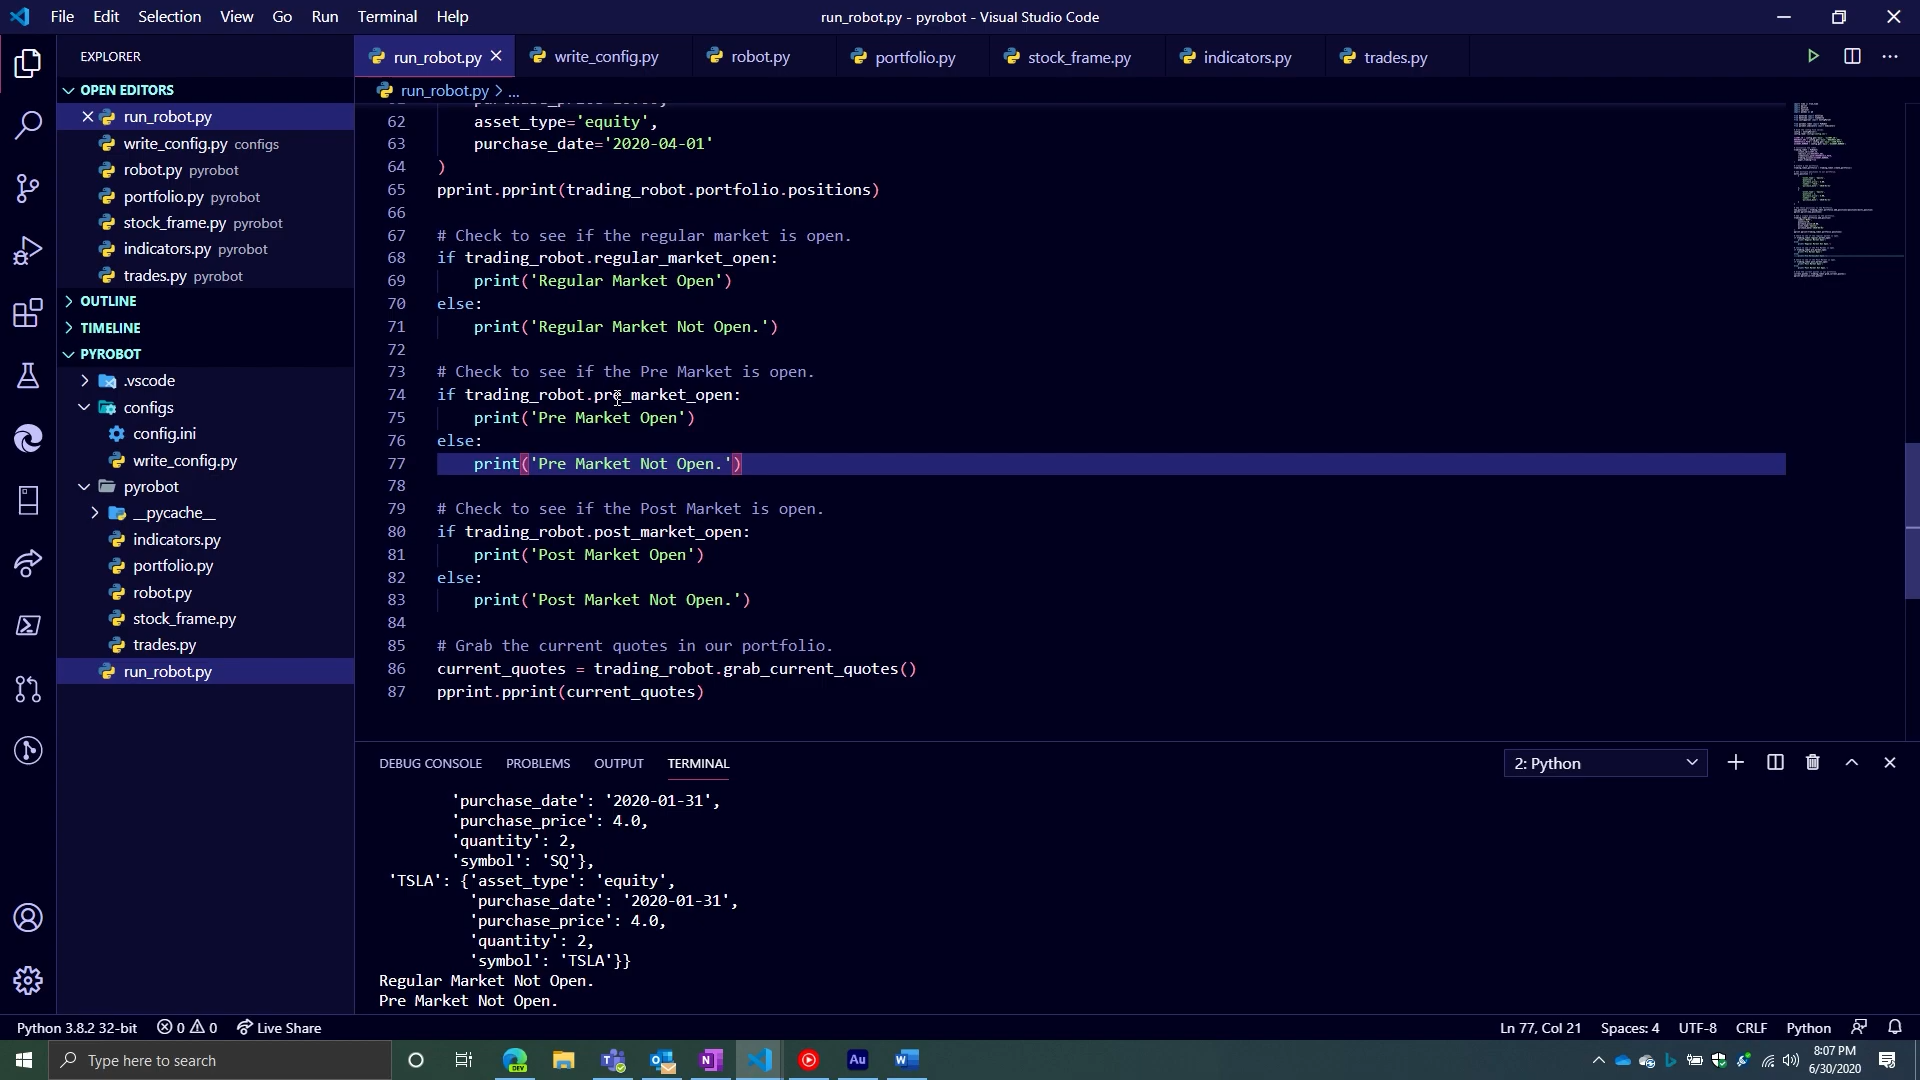 File Edit Selection View Go Run Terminal Help
run_robot.py - pyrobot - Visual Studio Code
EXPLORER
OPEN EDITORS
run_robot.py
write_config.py configs
robot.py pyrobot
portfolio.py pyrobot
stock_frame.py pyrobot
indicators.py pyrobot
trades.py pyrobot
OUTLINE
TIMELINE
PYROBOT
.vscode
configs
config.ini
write_config.py
pyrobot
__pycache__
indicators.py
portfolio.py
robot.py
stock_frame.py
trades.py
run_robot.py
run_robot.py write_config.py robot.py portfolio.py stock_frame.py indicators.py trades.py
run_robot.py > ...
62 asset_type='equity',
63 purchase_date='2020-04-01'
64 )
65 pprint.pprint(trading_robot.portfolio.positions)
66
67 # Check to see if the regular market is open.
68 if trading_robot.regular_market_open:
69 print('Regular Market Open')
70 else:
71 print('Regular Market Not Open.')
72
73 # Check to see if the Pre Market is open.
74 if trading_robot.pre_market_open:
75 print('Pre Market Open')
76 else:
77 print('Pre Market Not Open.')
78
79 # Check to see if the Post Market is open.
80 if trading_robot.post_market_open:
81 print('Post Market Open')
82 else:
83 print('Post Market Not Open.')
84
85 # Grab the current quotes in our portfolio.
86 current_quotes = trading_robot.grab_current_quotes()
87 pprint.pprint(current_quotes)
DEBUG CONSOLE PROBLEMS OUTPUT TERMINAL
2: Python
'purchase_date': '2020-01-31',
'purchase_price': 4.0,
'quantity': 2,
'symbol': 'SQ'},
'TSLA': {'asset_type': 'equity',
'purchase_date': '2020-01-31',
'purchase_price': 4.0,
'quantity': 2,
'symbol': 'TSLA'}}
Regular Market Not Open.
Pre Market Not Open.
Python 3.8.2 32-bit 0 0 Live Share
Ln 77, Col 21 Spaces: 4 UTF-8 CRLF Python
Type here to search
DEV
Au
8:07 PM
6/30/2020